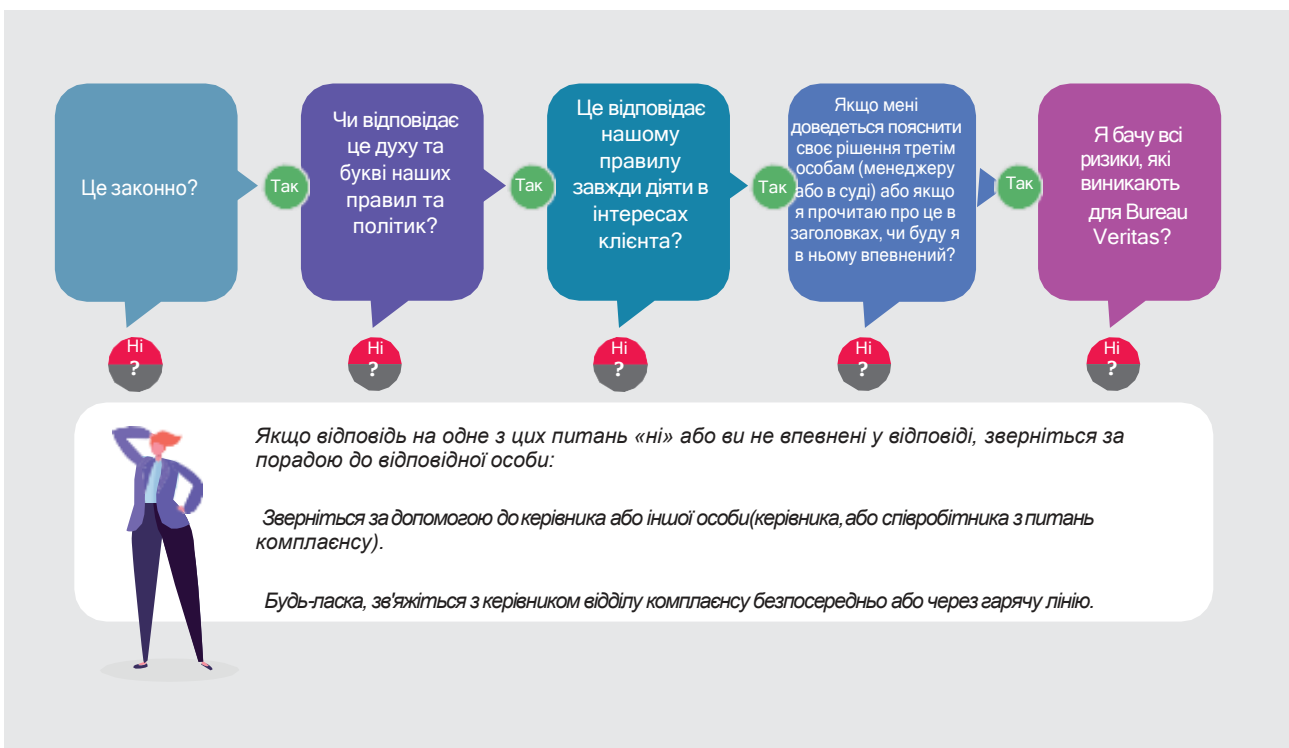 Це законно?
Так
Чи відповідає
це духу та
букві наших
правил та
політик?
Так
Це відповідає
нашому
правилу
завжди діяти в
інтересах
клієнта?
Так
Якщо мені
доведеться пояснити
своє рішення третім
особам (менеджеру
або в суді) або якщо
я прочитаю про це в
заголовках, чи буду я
в ньому впевнений?
Так
Я бачу всі
ризики, які
виникають
для Bureau
Veritas?
Ні
?
Ні
?
Ні
?
Ні
?
Ні
?
Якщо відповідь на одне з цих питань «ні» або ви не впевнені у відповіді, зверніться за
порадою до відповідної особи:
Зверніться за допомогою до керівника або іншої особи(керівника, або співробітника з питань
комплаєнсу).
Будь-ласка, зв'яжіться з керівником відділу комплаєнсу безпосередньо або через гарячу лінію.